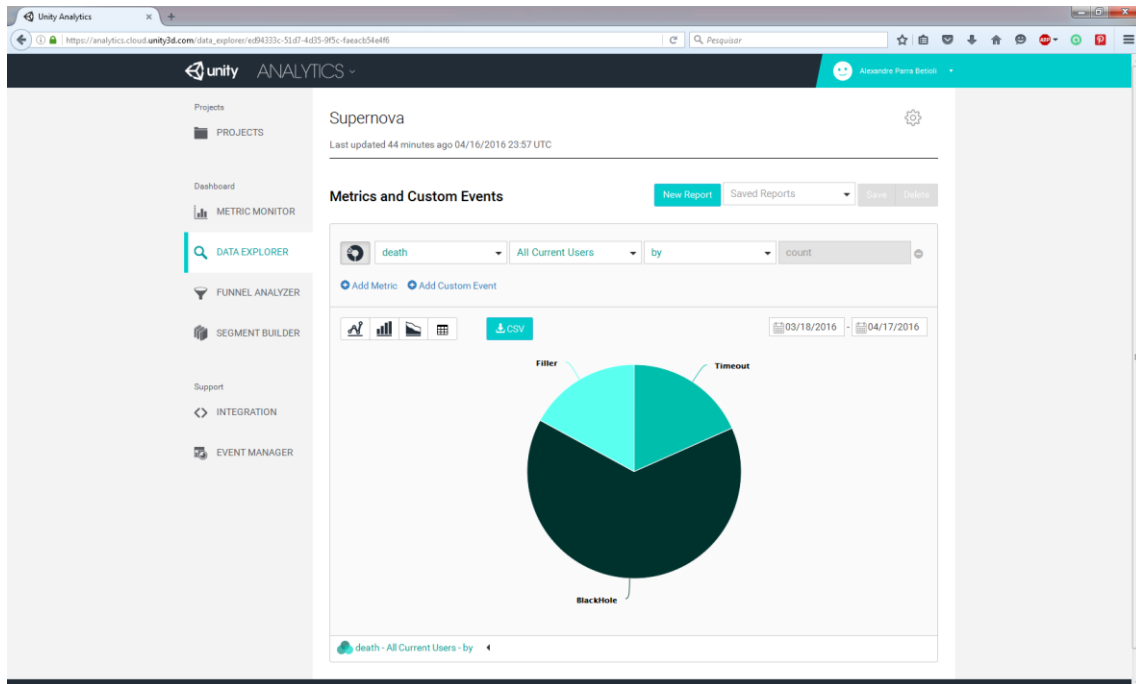 Unity Analytics
https://analytics.cloud.unity3d.com/data_explorer/ed94333c-51d7-4d35-9f5c-faeacb54e4f6
Pesquisar
ABP
unity ANALYTICS
Alexandre Parra Betioli
Projects
PROJECTS
Dashboard
METRIC MONITOR
DATA EXPLORER
FUNNEL ANALYZER
SEGMENT BUILDER
Support
INTEGRATION
EVENT MANAGER
Supernova
Last updated 44 minutes ago 04/16/2016 23:57 UTC
Metrics and Custom Events
New Report
Saved Reports
Save
Delete
death
All Current Users
by
count
Add Metric
Add Custom Event
CSV
03/18/2016 - 04/17/2016
Filler
Timeout
BlackHole
death - All Current Users - by